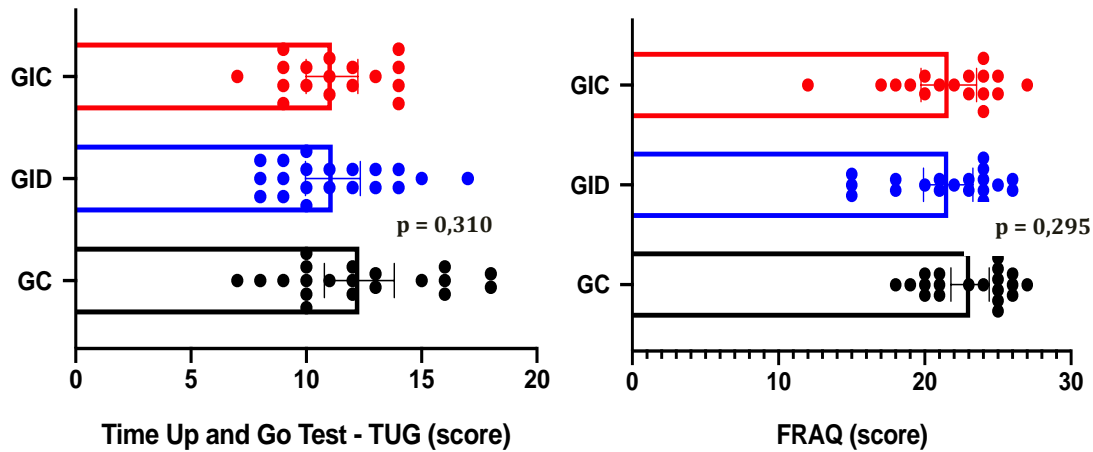 GIC
GID
p = 0,310
GC
0 5 10 15 20
Time Up and Go Test - TUG (score)
GIC
GID
p = 0,295
GC
0 10 20 30
FRAQ (score)